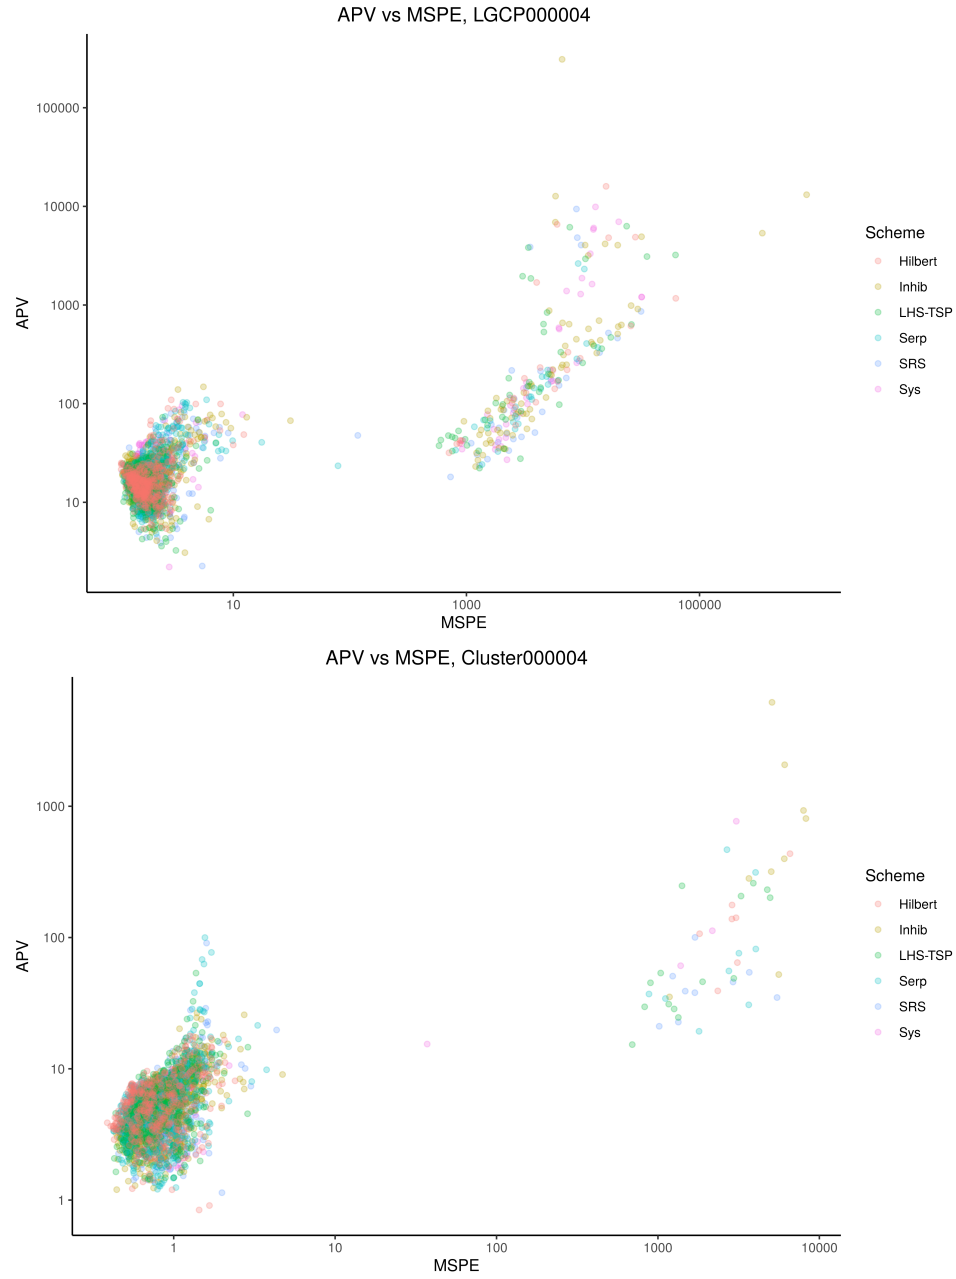 APV vs MSPE, LGCP000004
100000
10000
1000
100
10
APV
10
1000
100000
MSPE
Scheme
Hilbert
Inhib
LHS-TSP
Serp
SRS
Sys
APV vs MSPE, Cluster000004
1000
100
10
1
APV
1
10
100
1000
10000
MSPE
Scheme
Hilbert
Inhib
LHS-TSP
Serp
SRS
Sys